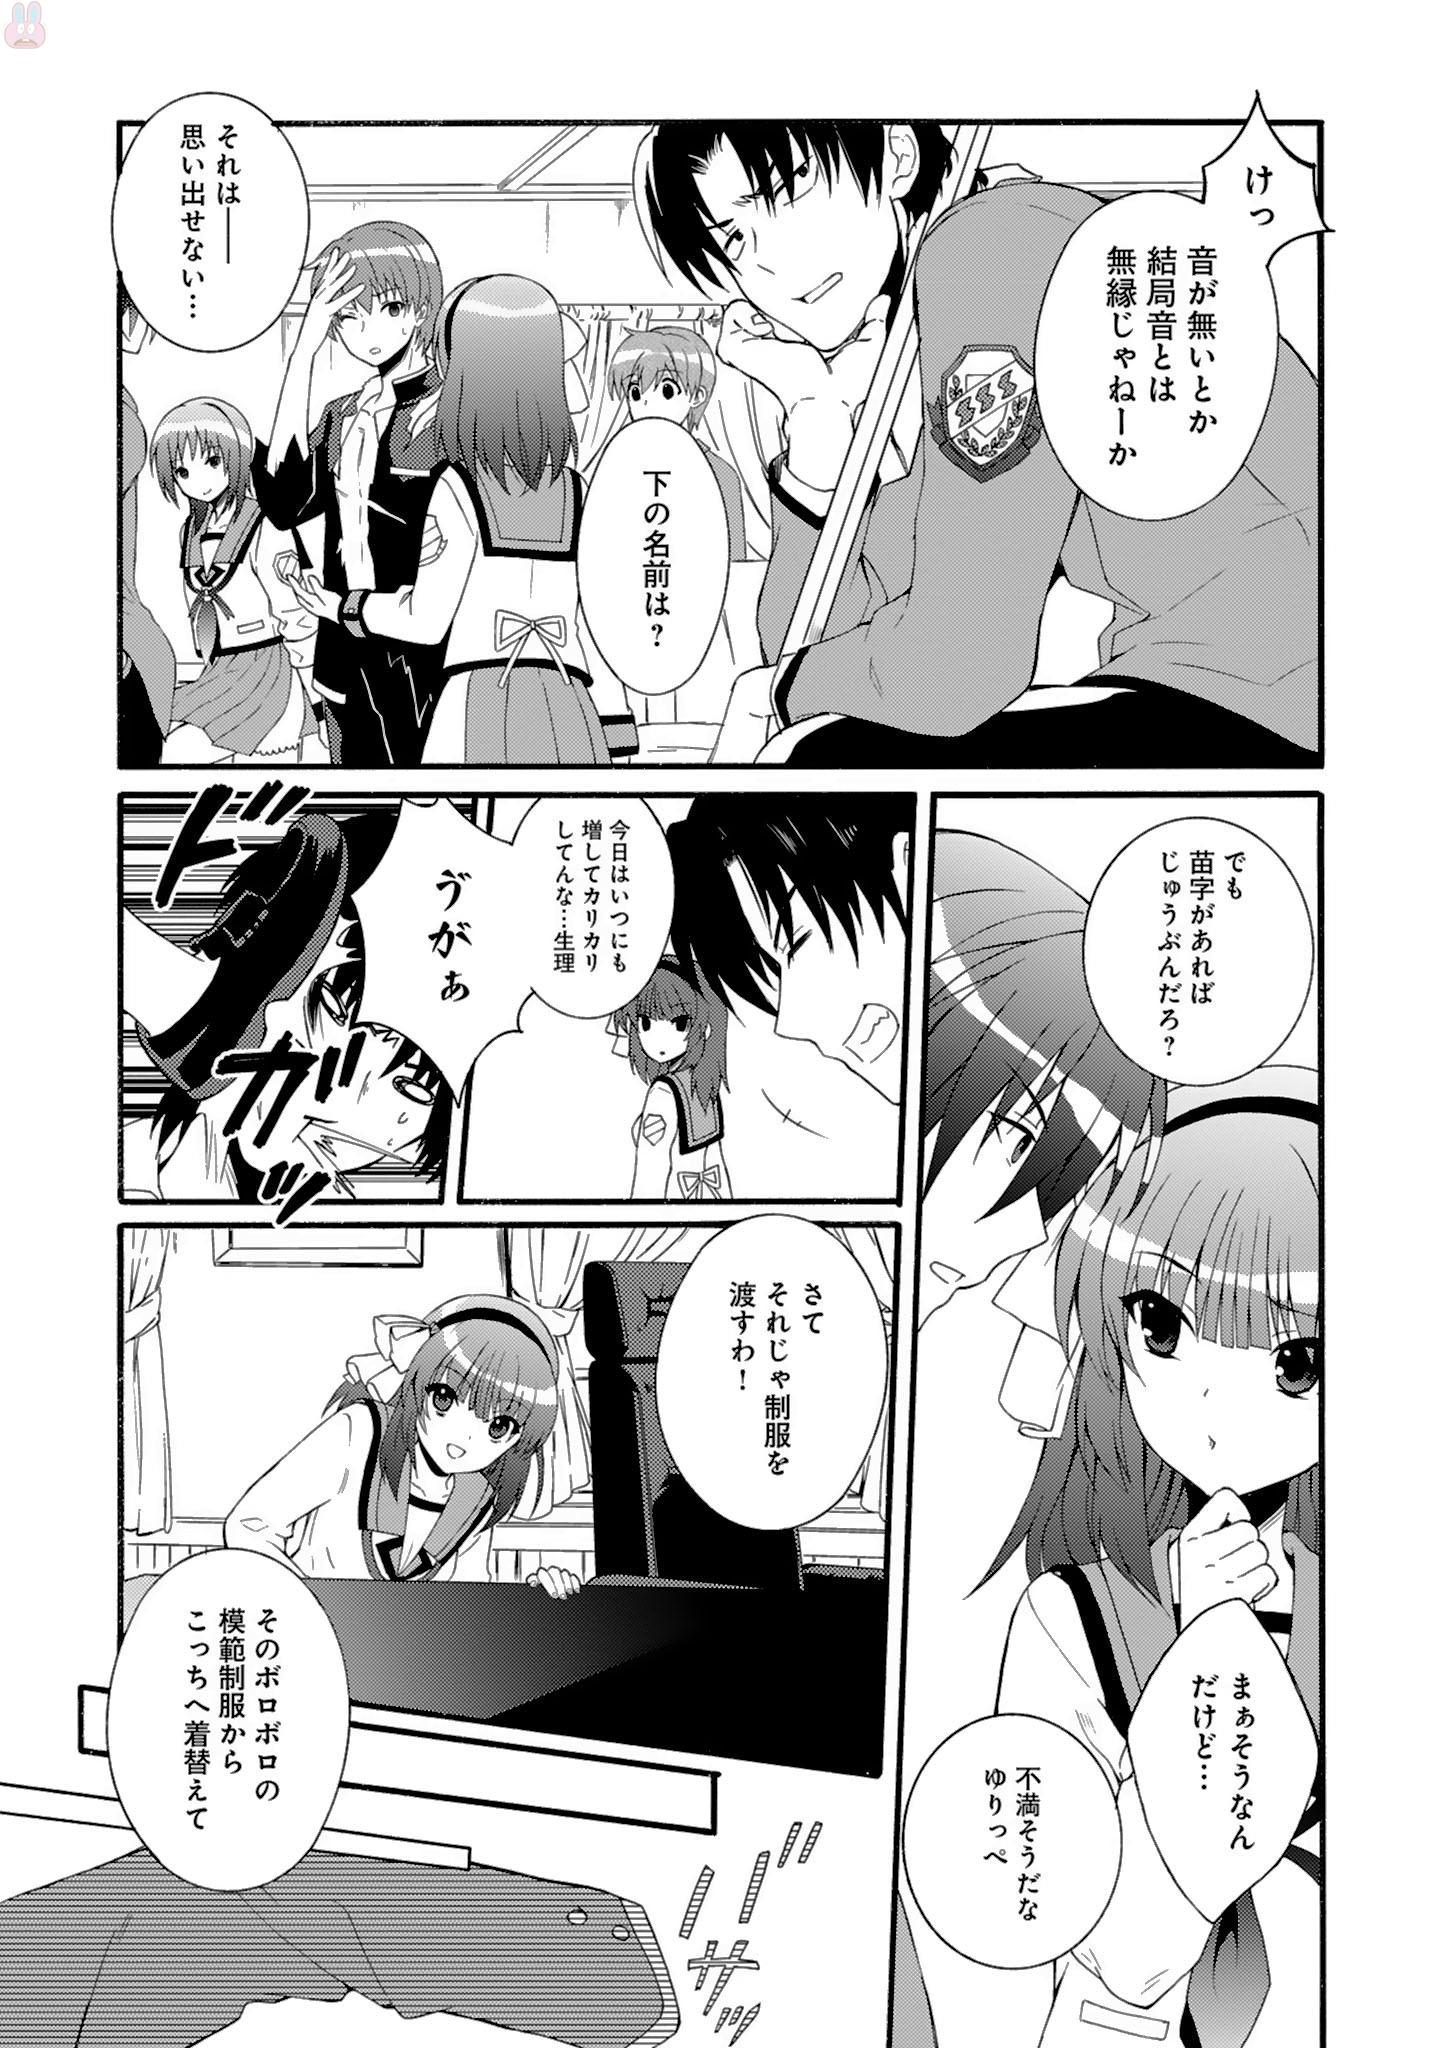 けっ
音が無いとか
結局音とは
無縁じゃねーか
下の名前は?
それは――
思い出せない…
でも
苗字があれば
じゅうぶんだろ?
まぁそうなん
だけど…
不満そうだな
ゆりっぺ
今日はいつにも
増してカリカリ
してんな…生理
ヴがぁ
ドガッ
さて
それじゃ制服を
渡すわ!
そのボロボロの
模範制服から
こっちへ着替えて
ガサ